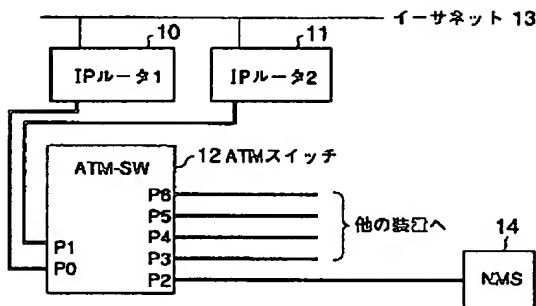 イーサネット 13
10
11
IPルータ1
IPルータ2
12 ATMスイッチ
ATM-SW
P6
P5
P4
P3
P2
P1
P0
他の装置へ
14
NMS